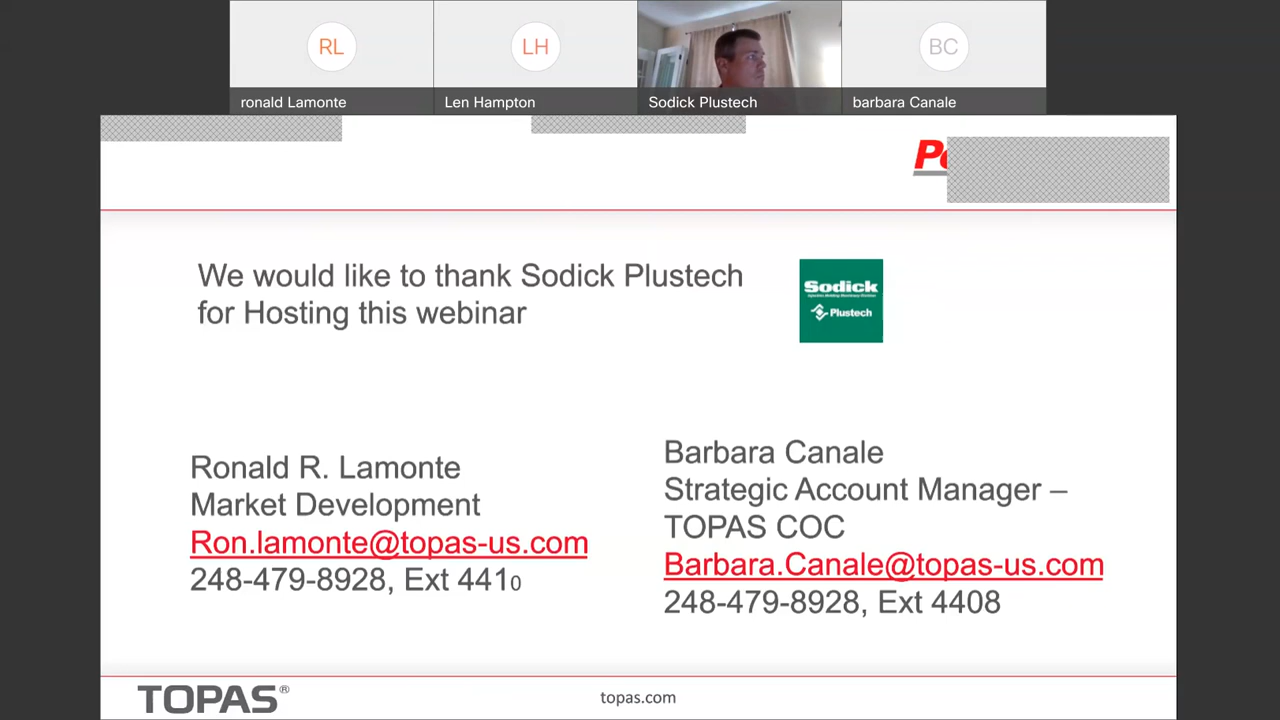 RL
LH
BC
ronald Lamonte
Len Hampton
Sodick Plustech
barbara Canale
We would like to thank Sodick Plustech
for Hosting this webinar
Sodick
Plustech
Ronald R. Lamonte
Market Development
Ron.lamonte@topas-us.com
248-479-8928, Ext 4410
Barbara Canale
Strategic Account Manager –
TOPAS COC
Barbara.Canale@topas-us.com
248-479-8928, Ext 4408
TOPAS®
topas.com